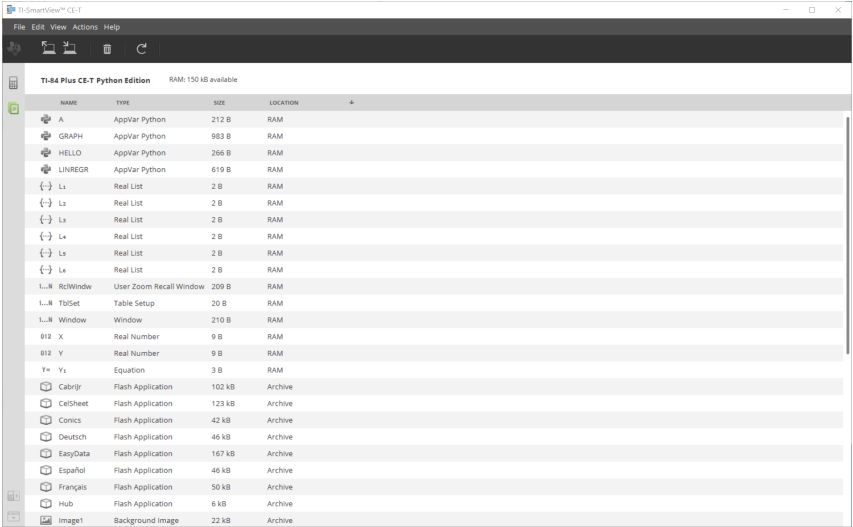 TI-SmartView™ CE-T
File Edit View Actions Help
TI-84 Plus CE-T Python Edition RAM: 150 kB available
NAME TYPE SIZE LOCATION
A AppVar Python 212 B RAM
GRAPH AppVar Python 983 B RAM
HELLO AppVar Python 266 B RAM
LINREGR AppVar Python 619 B RAM
{···} L₁ Real List 2 B RAM
{···} L₂ Real List 2 B RAM
{···} L₃ Real List 2 B RAM
{···} L₄ Real List 2 B RAM
{···} L₅ Real List 2 B RAM
{···} L₆ Real List 2 B RAM
1...N RclWindw User Zoom Recall Window 209 B RAM
1...N TblSet Table Setup 20 B RAM
1...N Window Window 210 B RAM
012 X Real Number 9 B RAM
012 Y Real Number 9 B RAM
Y= Y₁ Equation 3 B RAM
CabriJr Flash Application 102 kB Archive
CelSheet Flash Application 123 kB Archive
Conics Flash Application 42 kB Archive
Deutsch Flash Application 46 kB Archive
EasyData Flash Application 167 kB Archive
Español Flash Application 46 kB Archive
Français Flash Application 50 kB Archive
Hub Flash Application 6 kB Archive
Image1 Background Image 22 kB Archive